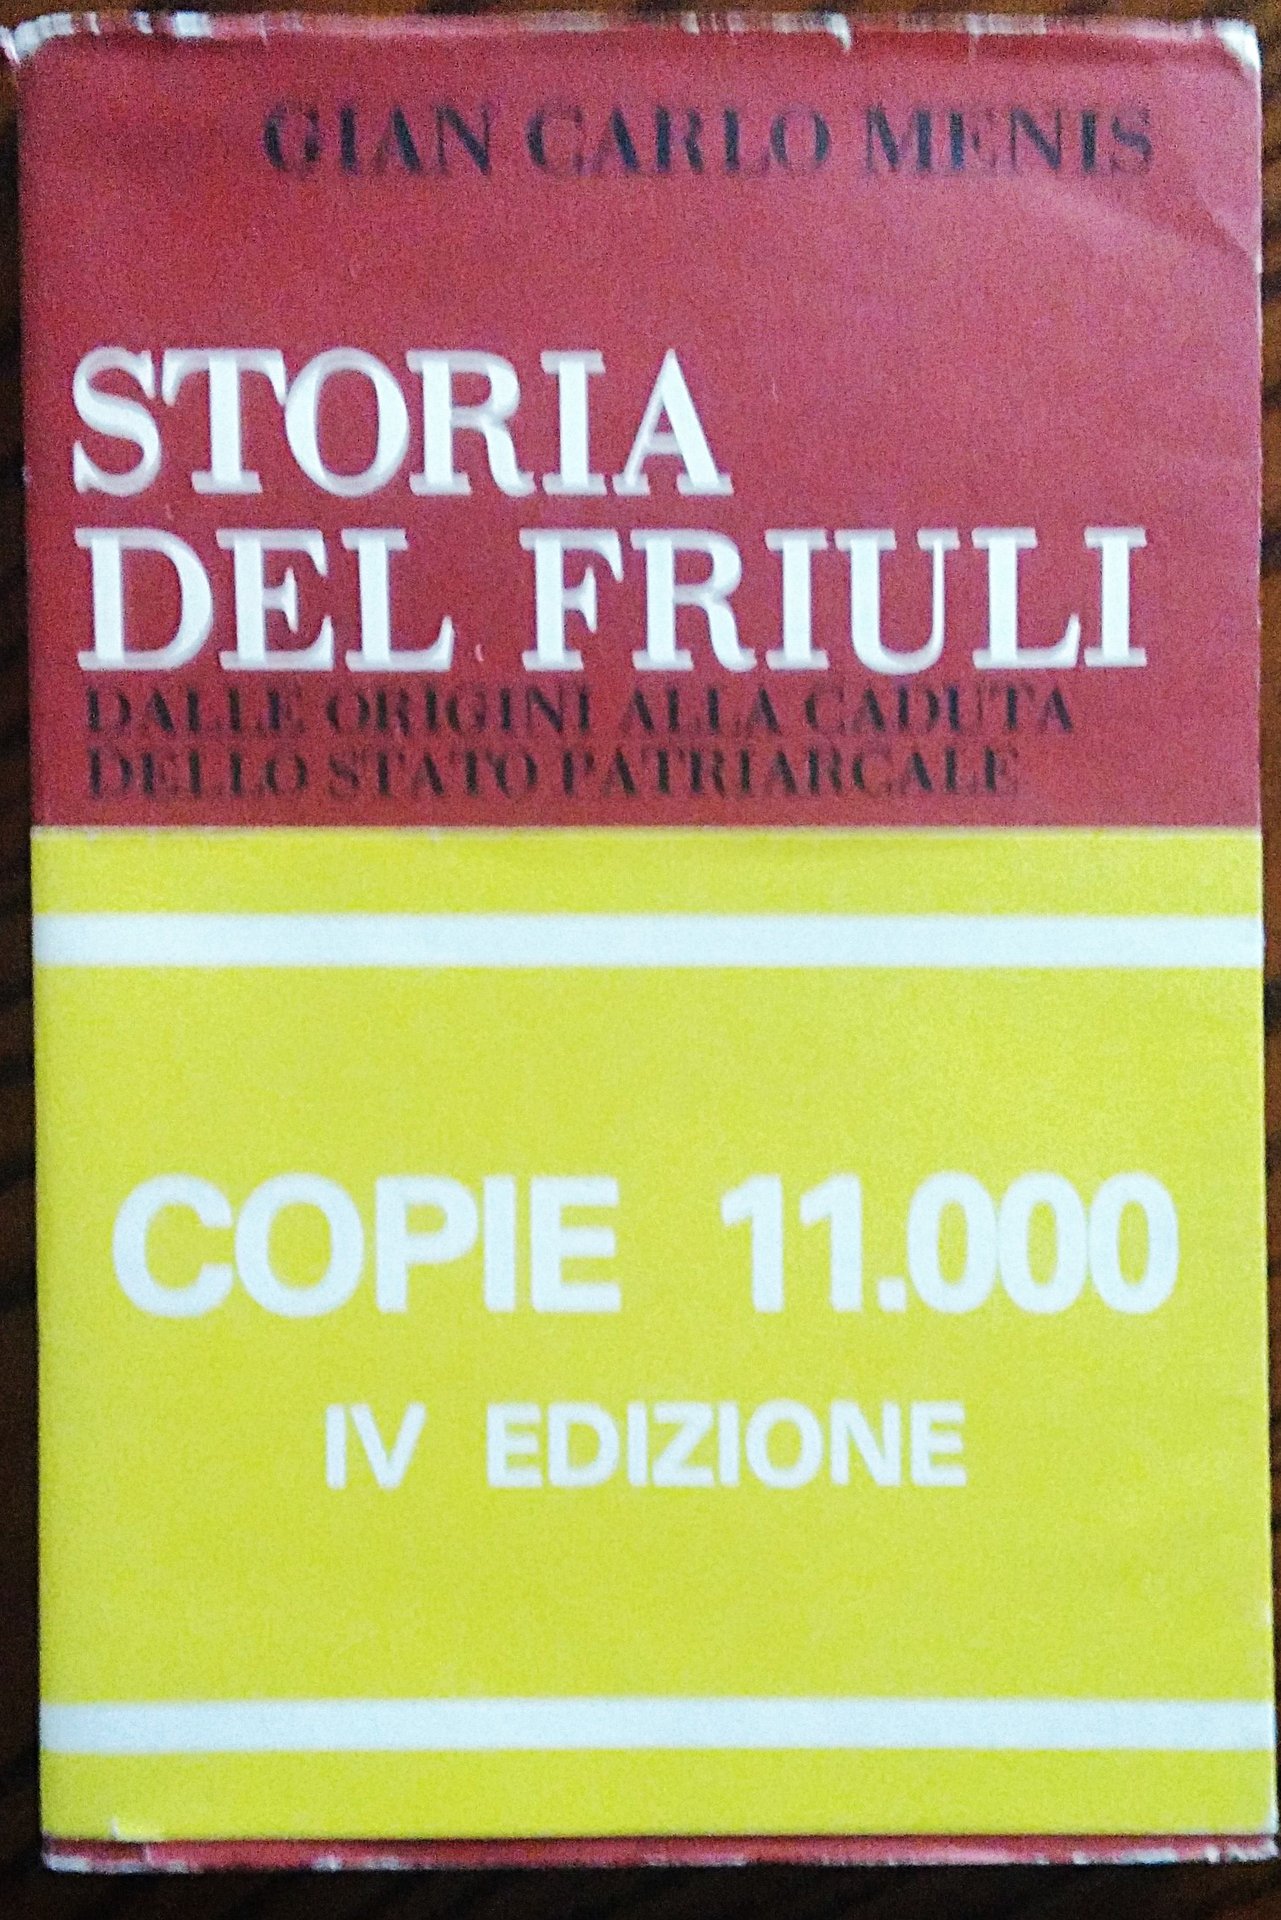 GIAN CARLO MENIS
STORIA
DEL FRIULI
DALLE ORIGINI ALLA CADUTA
DELLO STATO PATRIARCALE
COPIE 11.000
IV EDIZIONE